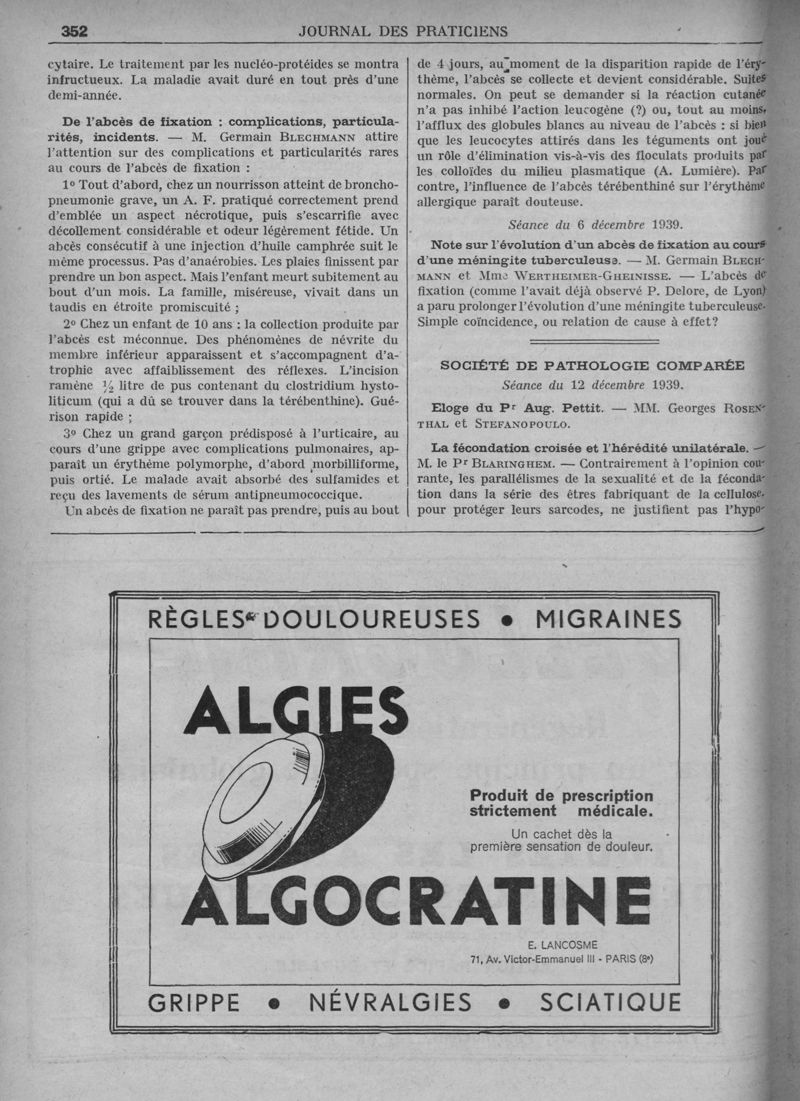 352
JOURNAL DES PRATICIENS
cytaire. Le traitement par les nucléo-protéides se montra
infructueux. La maladie avait duré en tout près d'une
demi-année.
De l'abcès de fixation : complications, particula-
rités, incidents. — M. Germain BLECHMANN attire
l'attention sur des complications et particularités rares
au cours de l'abcès de fixation :
1º Tout d'abord, chez un nourrisson atteint de broncho-
pneumonie grave, un A. F. pratiqué correctement prend
d'emblée un aspect nécrotique, puis s'escarrifie avec
décollement considérable et odeur légèrement fétide. Un
abcès consécutif à une injection d'huile camphrée suit le
même processus. Pas d'anaérobies. Les plaies finissent par
prendre un bon aspect. Mais l'enfant meurt subitement au
bout d'un mois. La famille, miséreuse, vivait dans un
taudis en étroite promiscuité ;
2º Chez un enfant de 10 ans : la collection produite par
l'abcès est méconnue. Des phénomènes de névrite du
membre inférieur apparaissent et s'accompagnent d'a-
trophie avec affaiblissement des réflexes. L'incision
ramène ½ litre de pus contenant du clostridium hysto-
liticum (qui a dû se trouver dans la térébenthine). Gué-
rison rapide ;
3º Chez un grand garçon prédisposé à l'urticaire, au
cours d'une grippe avec complications pulmonaires, ap-
paraît un érythème polymorphe, d'abord morbilliforme,
puis ortié. Le malade avait absorbé des sulfamides et
reçu des lavements de sérum antipneumococcique.
Un abcès de fixation ne paraît pas prendre, puis au bout
de 4 jours, au moment de la disparition rapide de l'éry-
thème, l'abcès se collecte et devient considérable. Suites
normales. On peut se demander si la réaction cutanée
n'a pas inhibé l'action leucogène (?) ou, tout au moins,
l'afflux des globules blancs au niveau de l'abcès : si bien
que les leucocytes attirés dans les téguments ont joué
un rôle d'élimination vis-à-vis des floculats produits par
les colloïdes du milieu plasmatique (A. Lumière). Par
contre, l'influence de l'abcès térébenthiné sur l'érythème
allergique paraît douteuse.
Séance du 6 décembre 1939.
Note sur l'évolution d'un abcès de fixation au cours
d'une méningite tuberculeuse. — M. Germain BLECH-
MANN et Mme WERTHEIMER-GHEINISSE. — L'abcès de
fixation (comme l'avait déjà observé P. Delore, de Lyon)
a paru prolonger l'évolution d'une méningite tuberculeuse.
Simple coïncidence, ou relation de cause à effet?
SOCIÉTÉ DE PATHOLOGIE COMPARÉE
Séance du 12 décembre 1939.
Eloge du Pr Aug. Pettit. — MM. Georges ROSEN-
THAL et STEFANOPOULO.
La fécondation croisée et l'hérédité unilatérale. —
M. le Pr BLARINGHEM. — Contrairement à l'opinion cou-
rante, les parallélismes de la sexualité et de la féconda-
tion dans la série des êtres fabriquant de la cellulose,
pour protéger leurs sarcodes, ne justifient pas l'hypo-
RÈGLES DOULOUREUSES • MIGRAINES
ALGIES
Produit de prescription
strictement médicale.
Un cachet dès la
première sensation de douleur.
ALGOCRATINE
E. LANCOSME
71, Av. Victor-Emmanuel III - PARIS (8e)
GRIPPE • NÉVRALGIES • SCIATIQUE